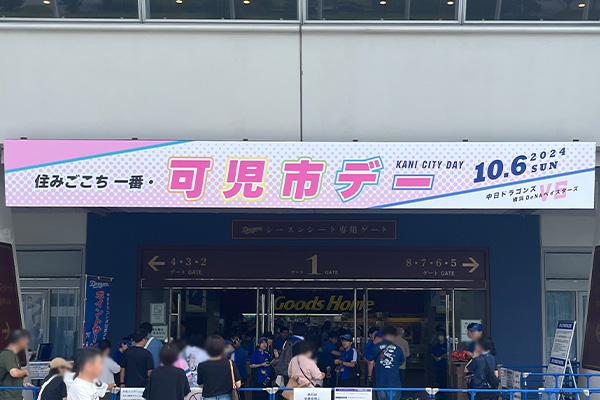 住みごこち 一番・可児市デー
KANI CITY DAY
10.6 2024 SUN
中日ドラゴンズ VS 横浜DeNAベイスターズ
Dragons シーズンシート専用ゲート
← 4・3・2 ゲート GATE
ゲート 1 GATE
8・7・6・5 → ゲート GATE
Goods Home